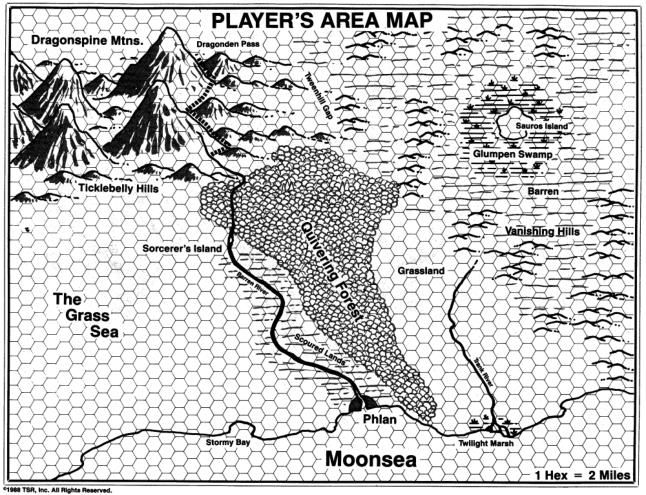 PLAYER'S AREA MAP
Dragonspine Mtns.
Dragonden Pass
Tweenhill Gap
Sauros Island
Glumpen Swamp
Ticklebelly Hills
Barren
Vanishing Hills
Sorcerer's Island
Quivering Forest
Grassland
Barren River
The
Grass
Sea
Scoured Lands
River
Phlan
Stormy Bay
Twilight Marsh
Moonsea
1 Hex = 2 Miles
©1988 TSR, Inc. All Rights Reserved.